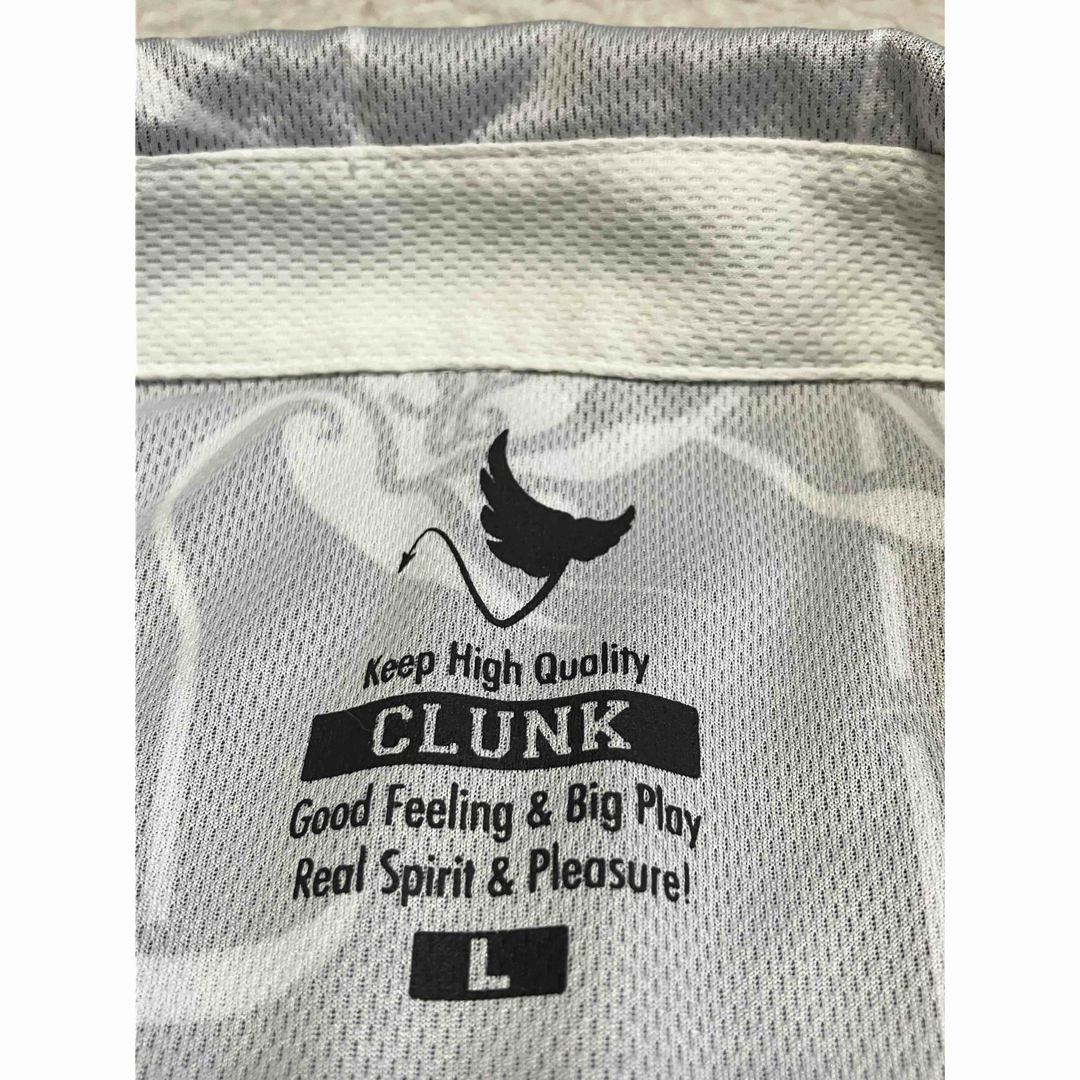 Keep High Quality
CLUNK
Good Feeling & Big Play
Real Spirit & Pleasure!
L